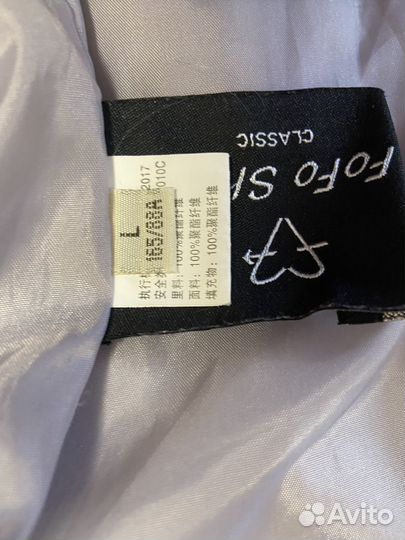 FoFo S
CLASSIC
L
165/88A
执行 2017
安全 010C
里料：100%聚酯纤维
面料：100%聚酯纤维
填充物：100%聚酯纤维
Avito